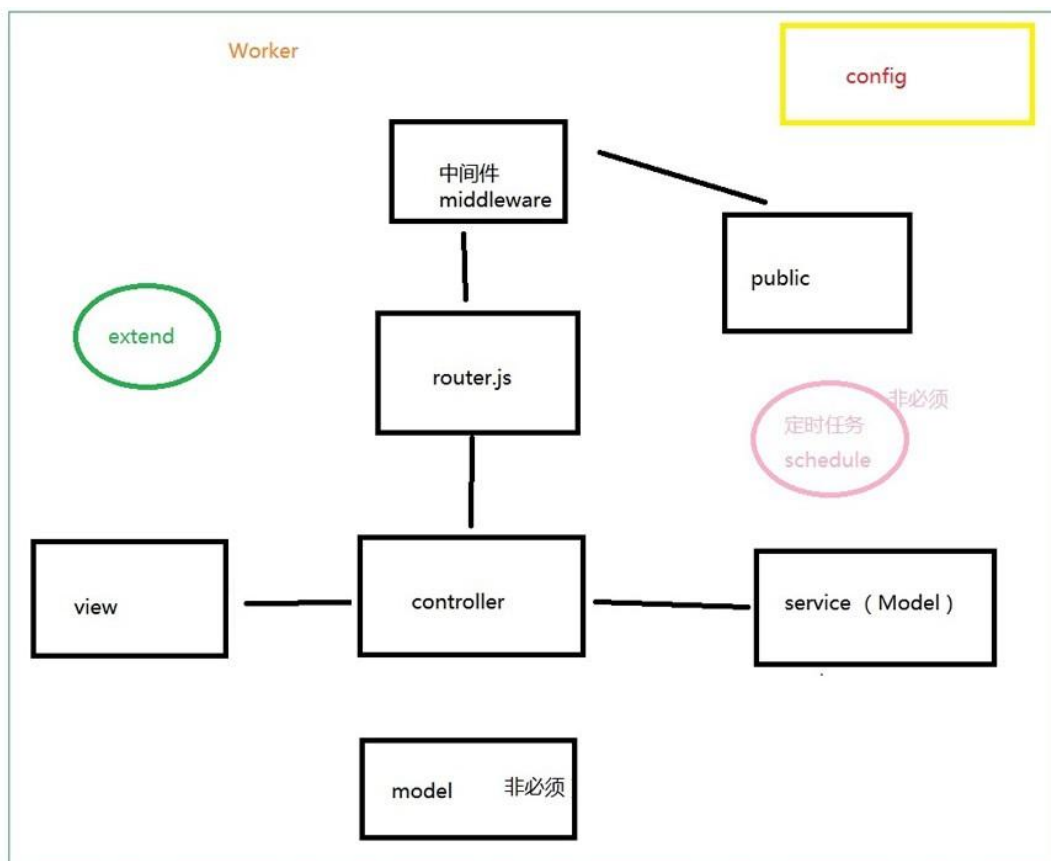 Worker
config
中间件
middleware
public
extend
router.js
非必须
定时任务
schedule
view
controller
service （Model）
model 非必须